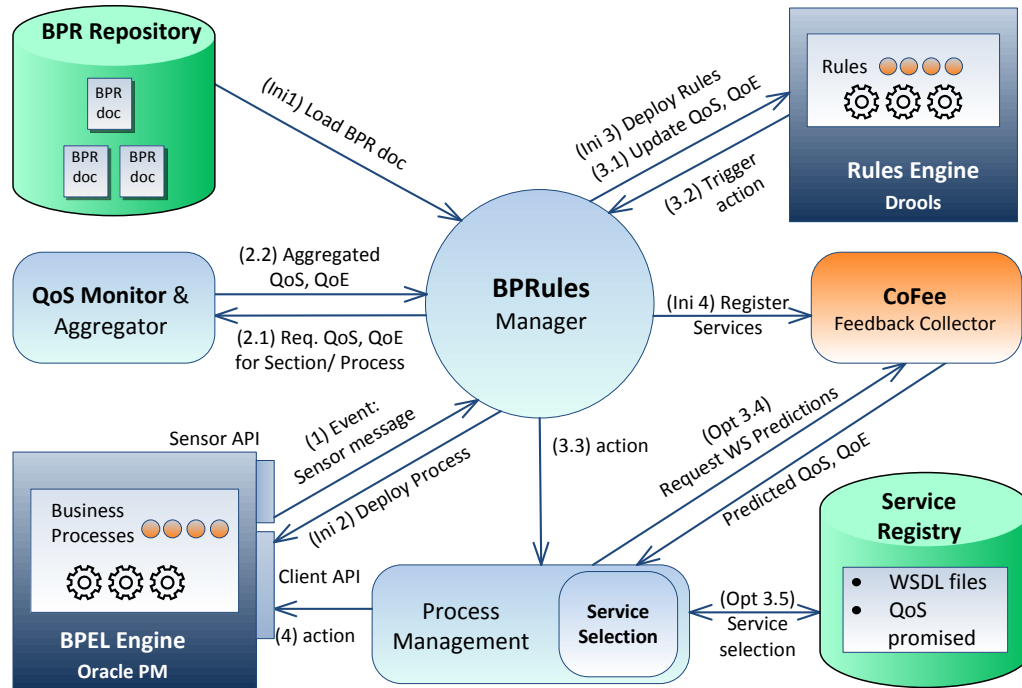 BPR Repository
BPR
doc
BPR
doc
BPR
doc
(Ini1) Load BPR doc
(Ini 3) Deploy Rules
(3.1) Update QoS, QoE
(3.2) Trigger
action
Rules
Rules Engine
Drools
QoS Monitor &
Aggregator
(2.2) Aggregated
QoS, QoE
(2.1) Req. QoS, QoE
for Section/ Process
BPRules
Manager
(Ini 4) Register
Services
CoFee
Feedback Collector
Sensor API
(1) Event:
Sensor message
(Ini 2) Deploy Process
(3.3) action
(Opt 3.4)
Request WS Predictions
Predicted QoS, QoE
Business
Processes
BPEL Engine
Oracle PM
Client API
(4) action
Process
Management
Service
Selection
(Opt 3.5)
Service
selection
Service
Registry
● WSDL files
● QoS
promised